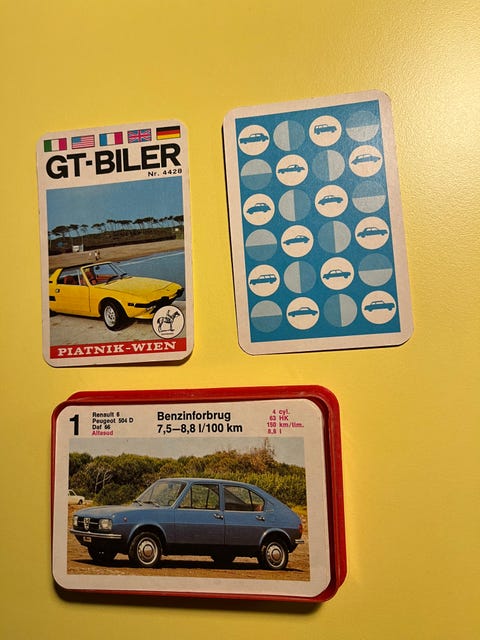 GT-BILER
Nr. 4428
PIATNIK-WIEN
1
Renault 6
Peugeot 504 D
Daf 66
Alfasud
Benzinforbrug
7,5–8,8 l/100 km
4 cyl.
63 HK
150 km/tim.
8,8 l